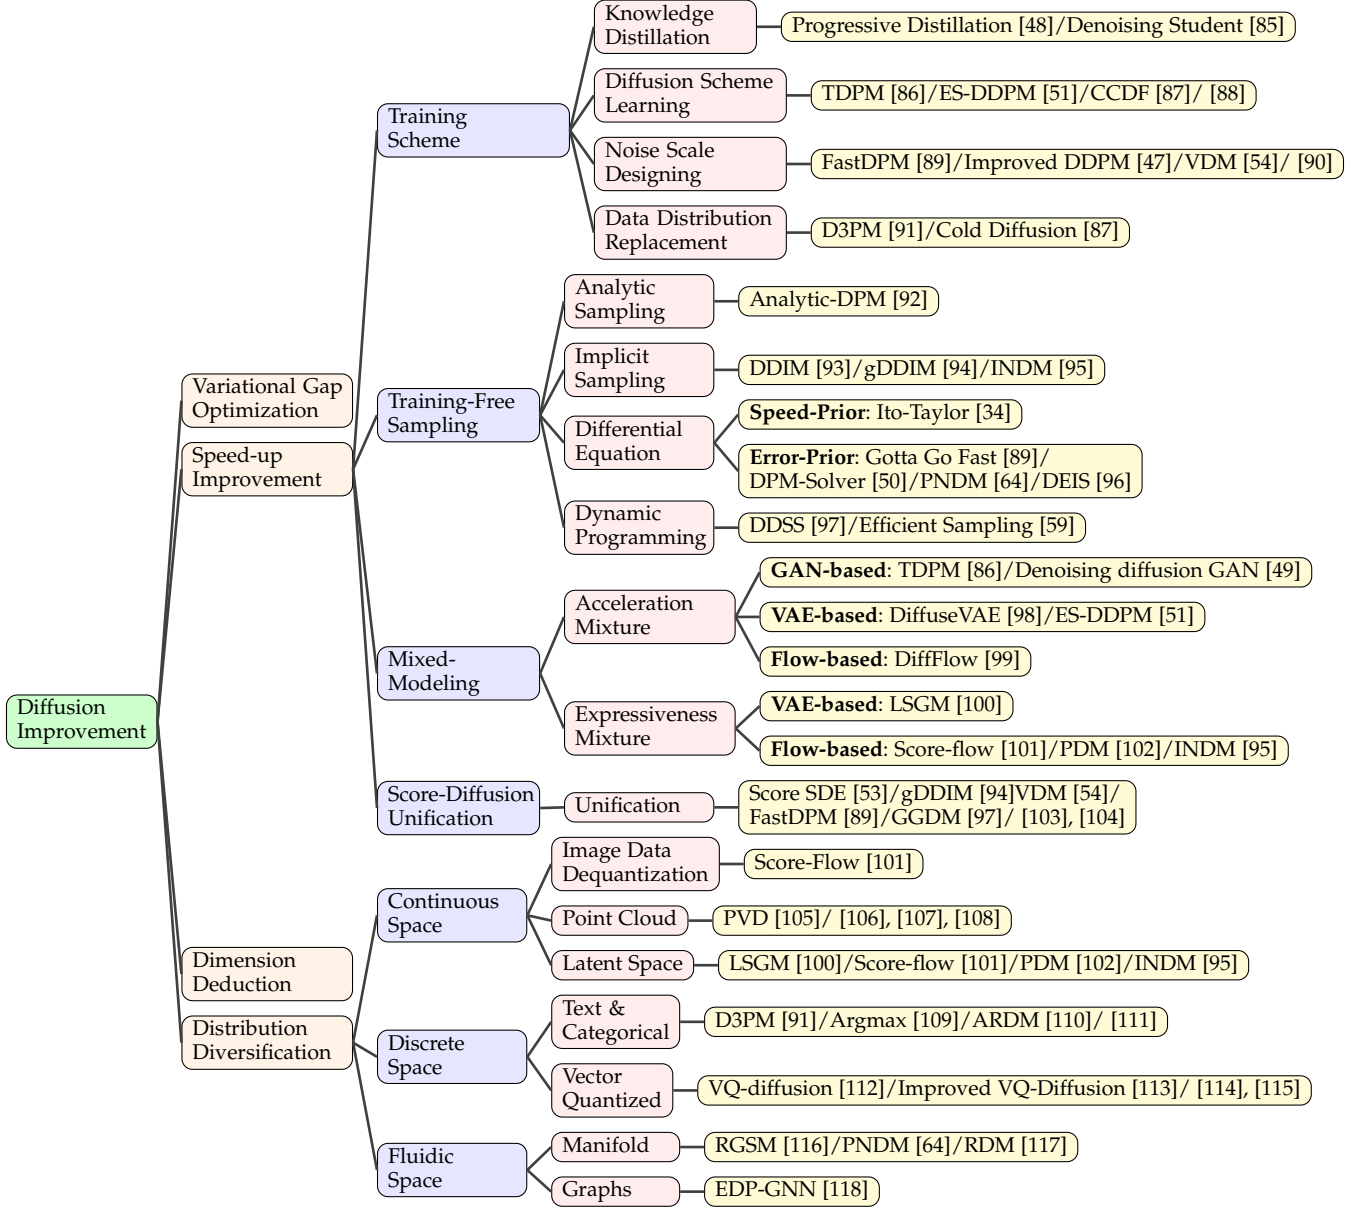 Knowledge
Distillation
Progressive Distillation [48]/Denoising Student [85]
Diffusion Scheme
Learning
TDPM [86]/ES-DDPM [51]/CCDF [87]/ [88]
Training
Scheme
Noise Scale
Designing
FastDPM [89]/Improved DDPM [47]/VDM [54]/ [90]
Data Distribution
Replacement
D3PM [91]/Cold Diffusion [87]
Analytic
Sampling
Analytic-DPM [92]
Implicit
Sampling
DDIM [93]/gDDIM [94]/INDM [95]
Variational Gap
Optimization
Training-Free
Sampling
Differential
Equation
Speed-Prior: Ito-Taylor [34]
Error-Prior: Gotta Go Fast [89]/
DPM-Solver [50]/PNDM [64]/DEIS [96]
Speed-up
Improvement
Dynamic
Programming
DDSS [97]/Efficient Sampling [59]
Acceleration
Mixture
GAN-based: TDPM [86]/Denoising diffusion GAN [49]
VAE-based: DiffuseVAE [98]/ES-DDPM [51]
Flow-based: DiffFlow [99]
Mixed-
Modeling
Expressiveness
Mixture
VAE-based: LSGM [100]
Flow-based: Score-flow [101]/PDM [102]/INDM [95]
Diffusion
Improvement
Score-Diffusion
Unification
Unification
Score SDE [53]/gDDIM [94]VDM [54]/
FastDPM [89]/GGDM [97]/ [103], [104]
Image Data
Dequantization
Score-Flow [101]
Continuous
Space
Point Cloud
PVD [105]/ [106], [107], [108]
Latent Space
LSGM [100]/Score-flow [101]/PDM [102]/INDM [95]
Dimension
Deduction
Distribution
Diversification
Text &
Categorical
D3PM [91]/Argmax [109]/ARDM [110]/ [111]
Discrete
Space
Vector
Quantized
VQ-diffusion [112]/Improved VQ-Diffusion [113]/ [114], [115]
Fluidic
Space
Manifold
RGSM [116]/PNDM [64]/RDM [117]
Graphs
EDP-GNN [118]